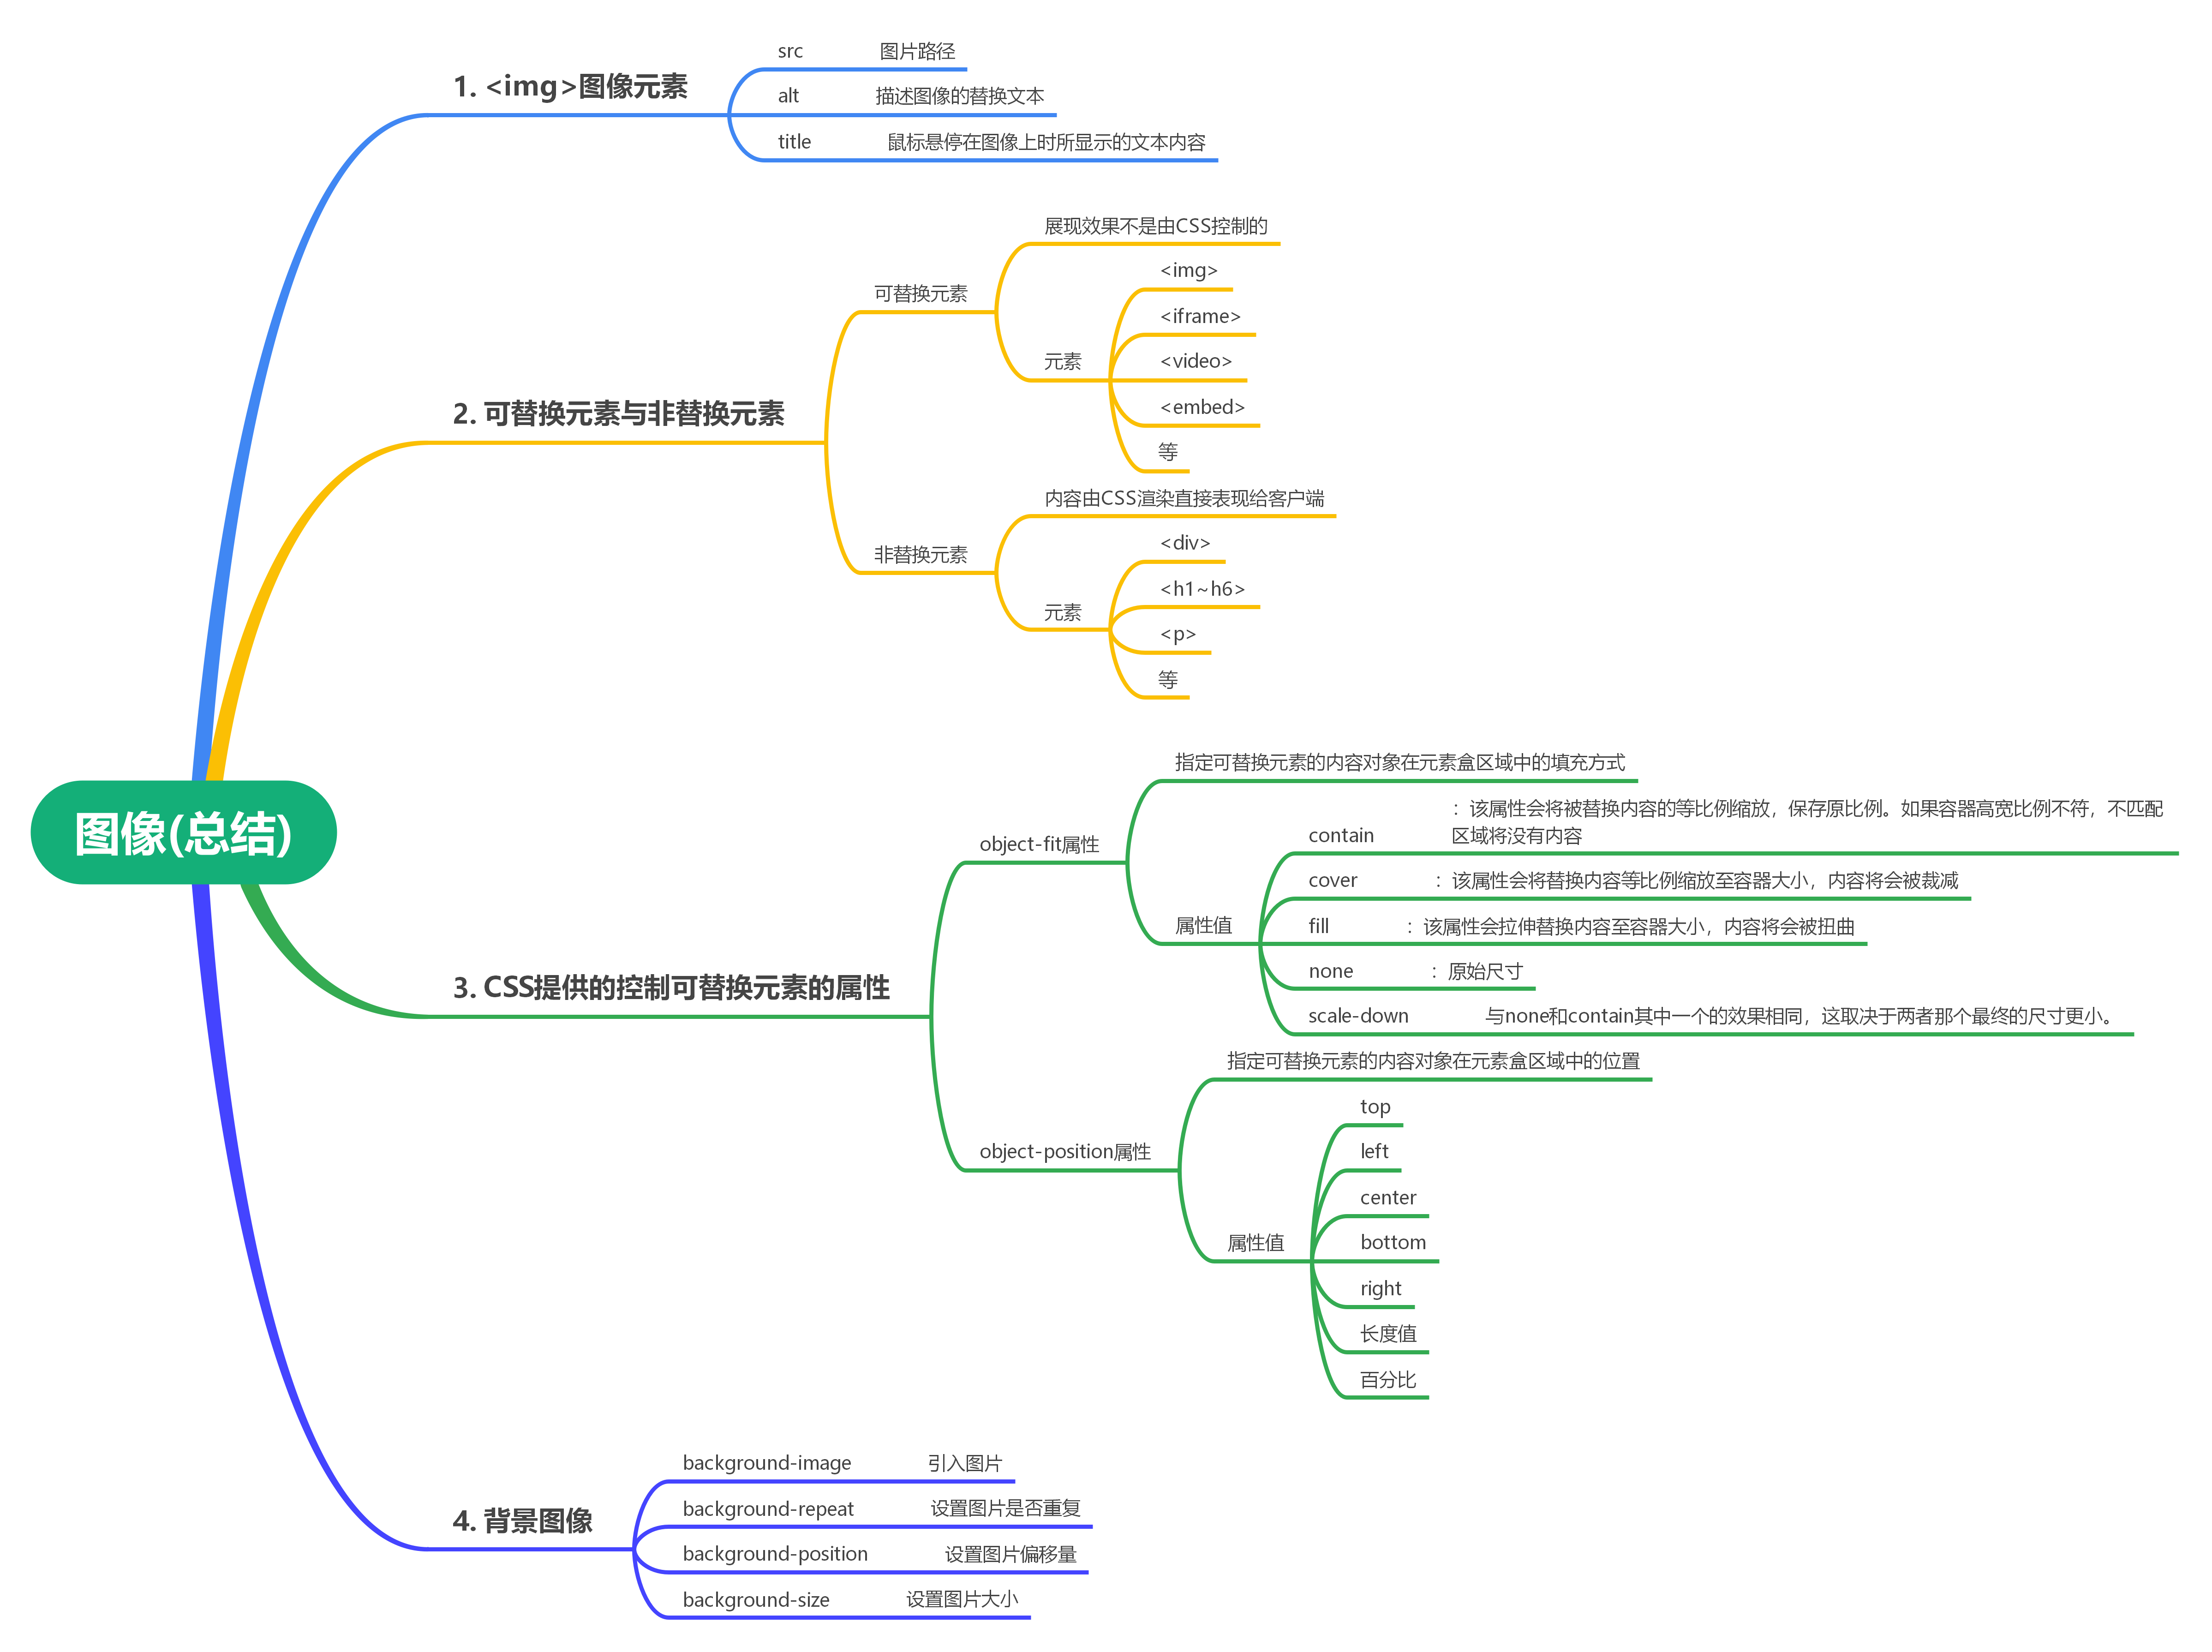 图像(总结)
1. <img>图像元素
src 图片路径
alt 描述图像的替换文本
title 鼠标悬停在图像上时所显示的文本内容
2. 可替换元素与非替换元素
可替换元素
展现效果不是由CSS控制的
元素
<img>
<iframe>
<video>
<embed>
等
非替换元素
内容由CSS渲染直接表现给客户端
元素
<div>
<h1~h6>
<p>
等
3. CSS提供的控制可替换元素的属性
object-fit属性
指定可替换元素的内容对象在元素盒区域中的填充方式
属性值
contain ：该属性会将被替换内容的等比例缩放，保存原比例。如果容器高宽比例不符，不匹配
区域将没有内容
cover ：该属性会将替换内容等比例缩放至容器大小，内容将会被裁减
fill ：该属性会拉伸替换内容至容器大小，内容将会被扭曲
none ：原始尺寸
scale-down 与none和contain其中一个的效果相同，这取决于两者那个最终的尺寸更小。
object-position属性
指定可替换元素的内容对象在元素盒区域中的位置
属性值
top
left
center
bottom
right
长度值
百分比
4. 背景图像
background-image 引入图片
background-repeat 设置图片是否重复
background-position 设置图片偏移量
background-size 设置图片大小